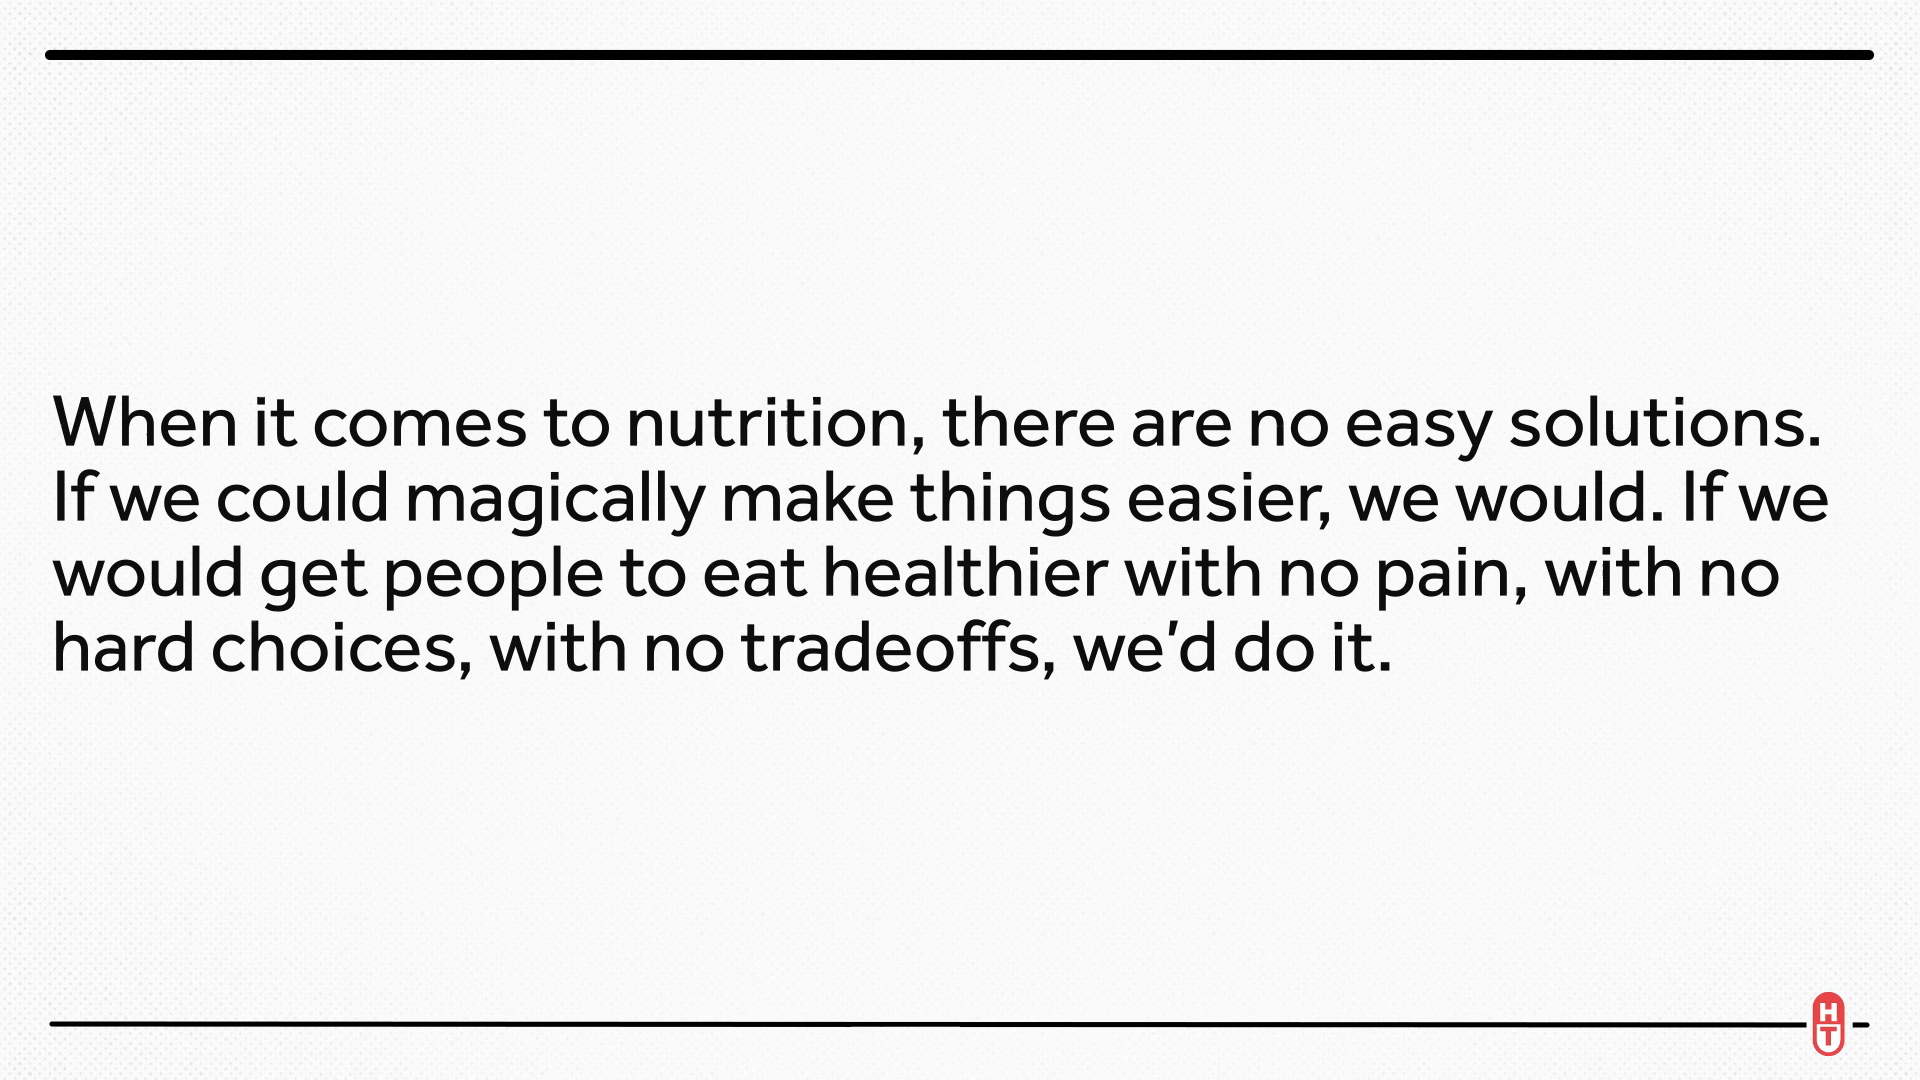 When it comes to nutrition, there are no easy solutions.
If we could magically make things easier, we would. If we
would get people to eat healthier with no pain, with no
hard choices, with no tradeoffs, we’d do it.
H
T